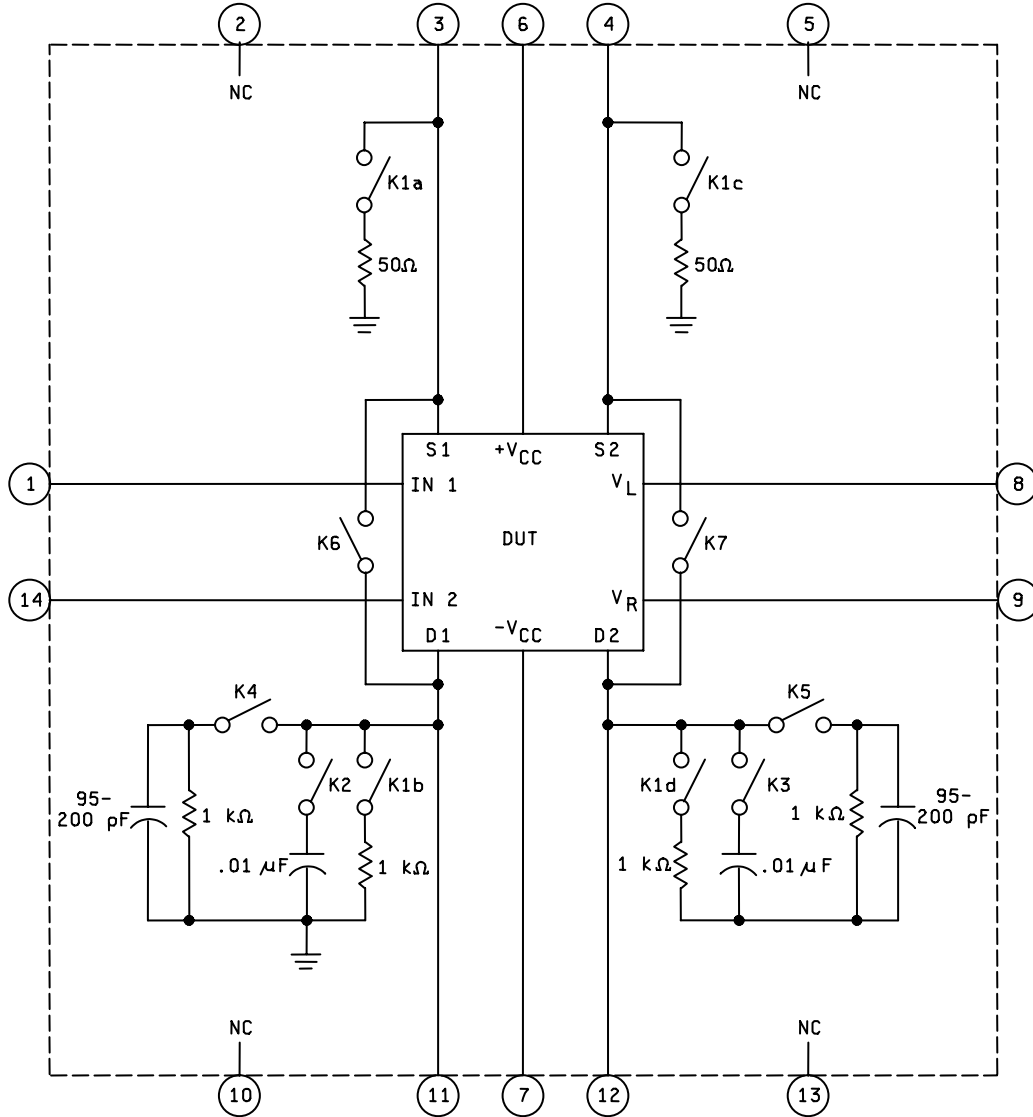 2 3 6 4 5
NC NC
K1a K1c
50Ω 50Ω
S1 +VCC S2
1 IN 1 VL 8
K6 DUT K7
14 IN 2 VR 9
D1 -VCC D2
K4 K5
K2 K1b K1d K3
95-
200 pF 1 kΩ
95-
1 kΩ 200 pF
.01 μF 1 kΩ 1 kΩ .01 μF
NC NC
10 11 7 12 13